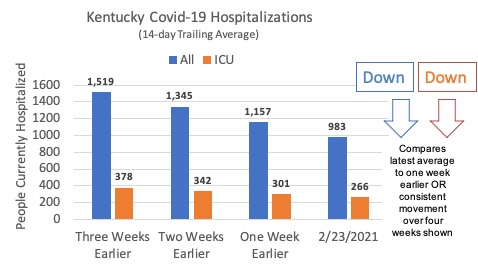 Kentucky Covid-19 Hospitalizations
(14-day Trailing Average)
All ICU
People Currently Hospitalized
1600
1400
1200
1000
800
600
400
200
0
1,519
378
1,345
342
1,157
301
983
266
Three Weeks
Earlier
Two Weeks
Earlier
One Week
Earlier
2/23/2021
Down
Down
Compares
latest average
to one week
earlier OR
consistent
movement
over four
weeks shown